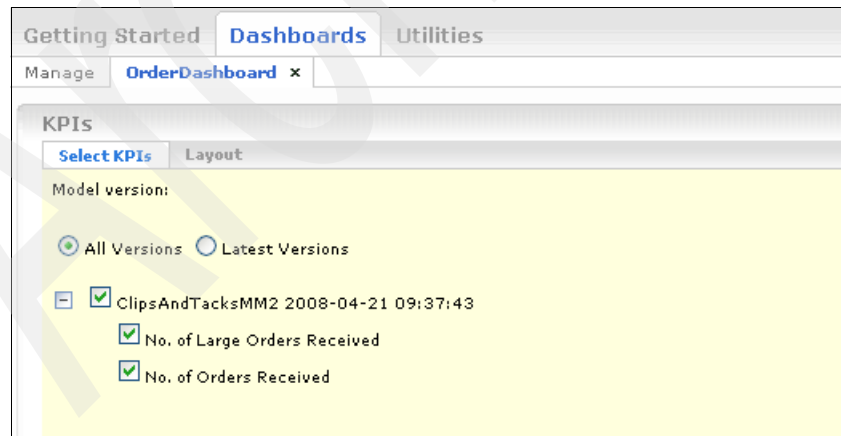 Getting Started Dashboards Utilities
Manage OrderDashboard ×
KPIs
Select KPIs Layout
Model version:
All Versions Latest Versions
ClipsAndTacksMM2 2008-04-21 09:37:43
No. of Large Orders Received
No. of Orders Received